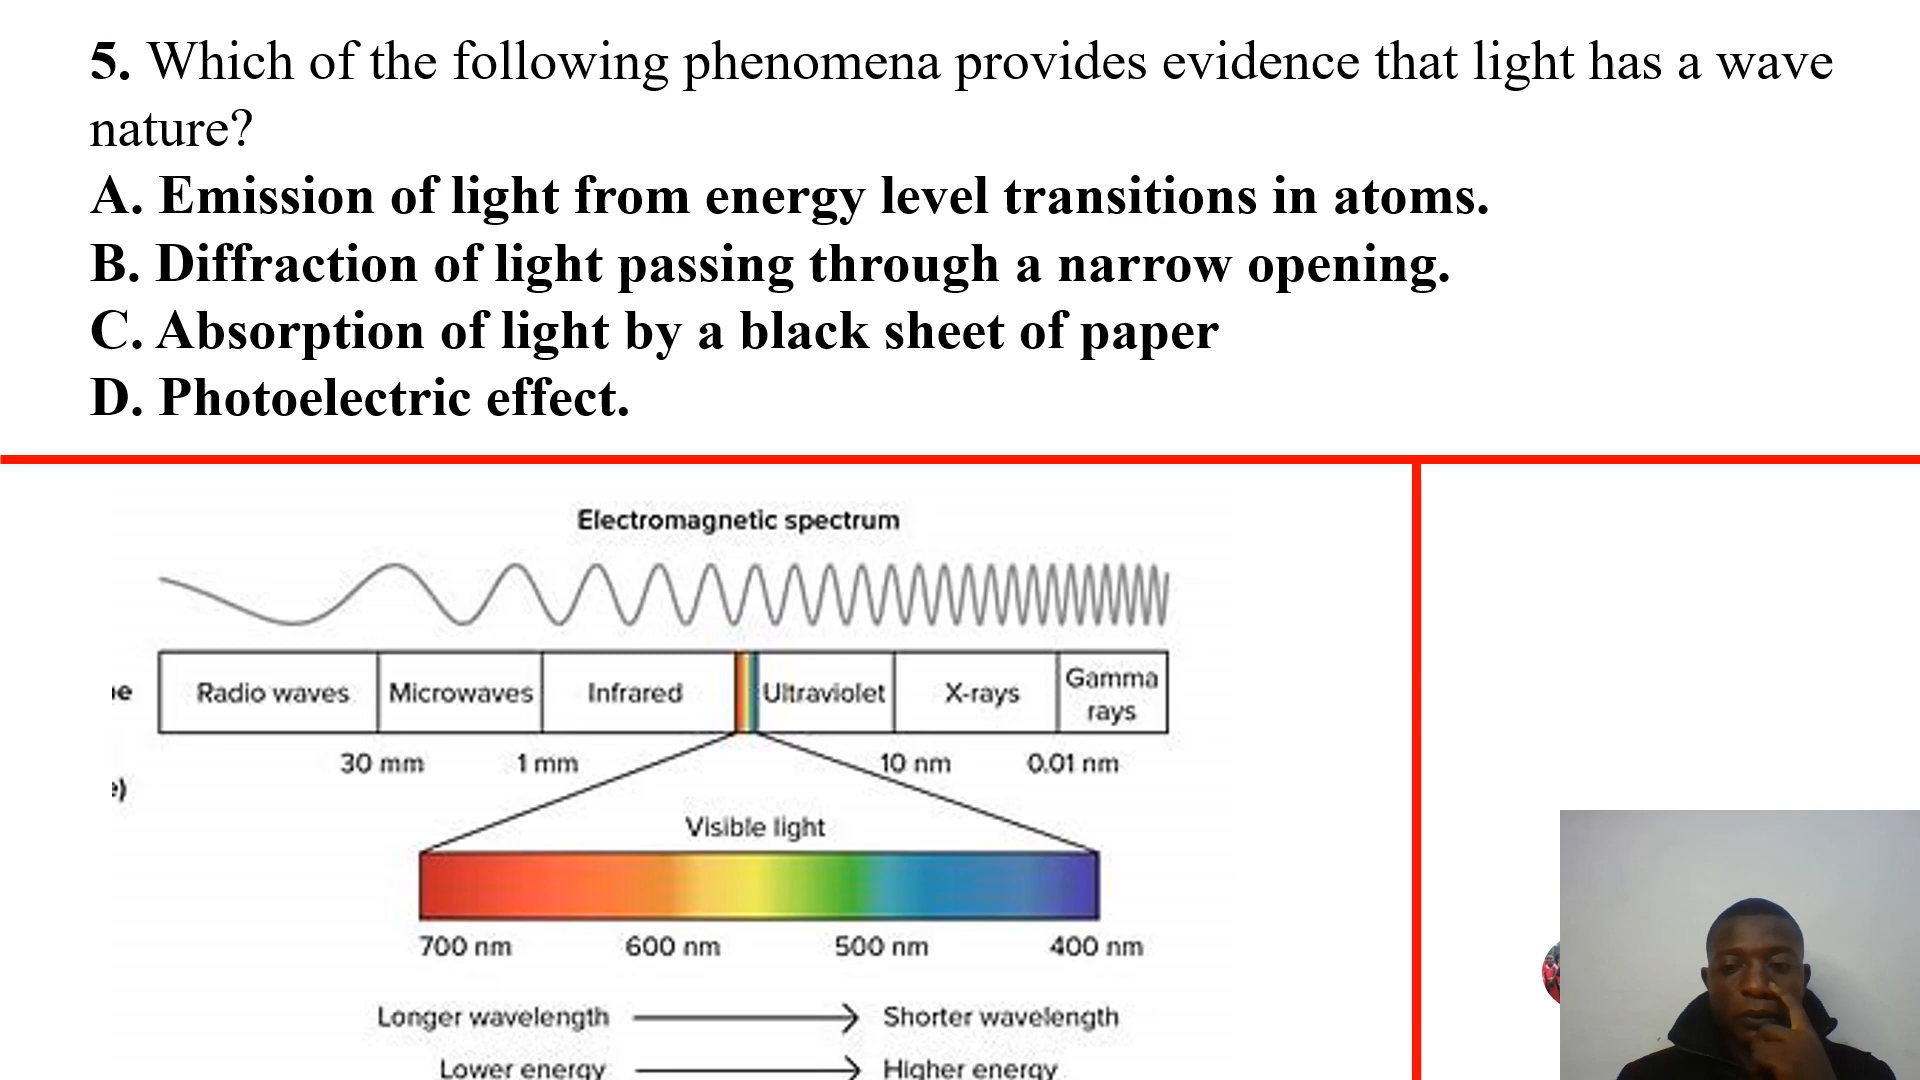 5. Which of the following phenomena provides evidence that light has a wave
nature?
A. Emission of light from energy level transitions in atoms.
B. Diffraction of light passing through a narrow opening.
C. Absorption of light by a black sheet of paper
D. Photoelectric effect.
Electromagnetic spectrum
Radio waves Microwaves Infrared Ultraviolet X-rays Gamma
rays
30 mm 1 mm 10 nm 0.01 nm
Visible light
700 nm 600 nm 500 nm 400 nm
Longer wavelength Shorter wavelength
Lower energy Higher energy